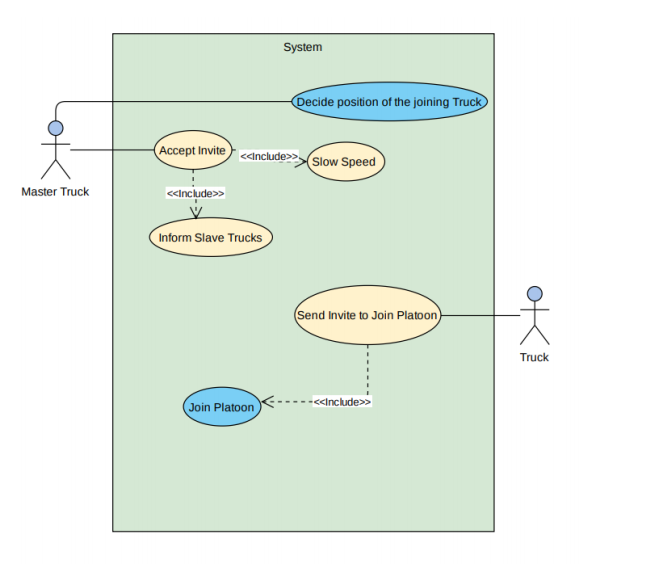 System
Decide position of the joining Truck
Master Truck
Accept Invite
<<Include>>
Slow Speed
<<Include>>
Inform Slave Trucks
Send Invite to Join Platoon
Truck
<<Include>>
Join Platoon